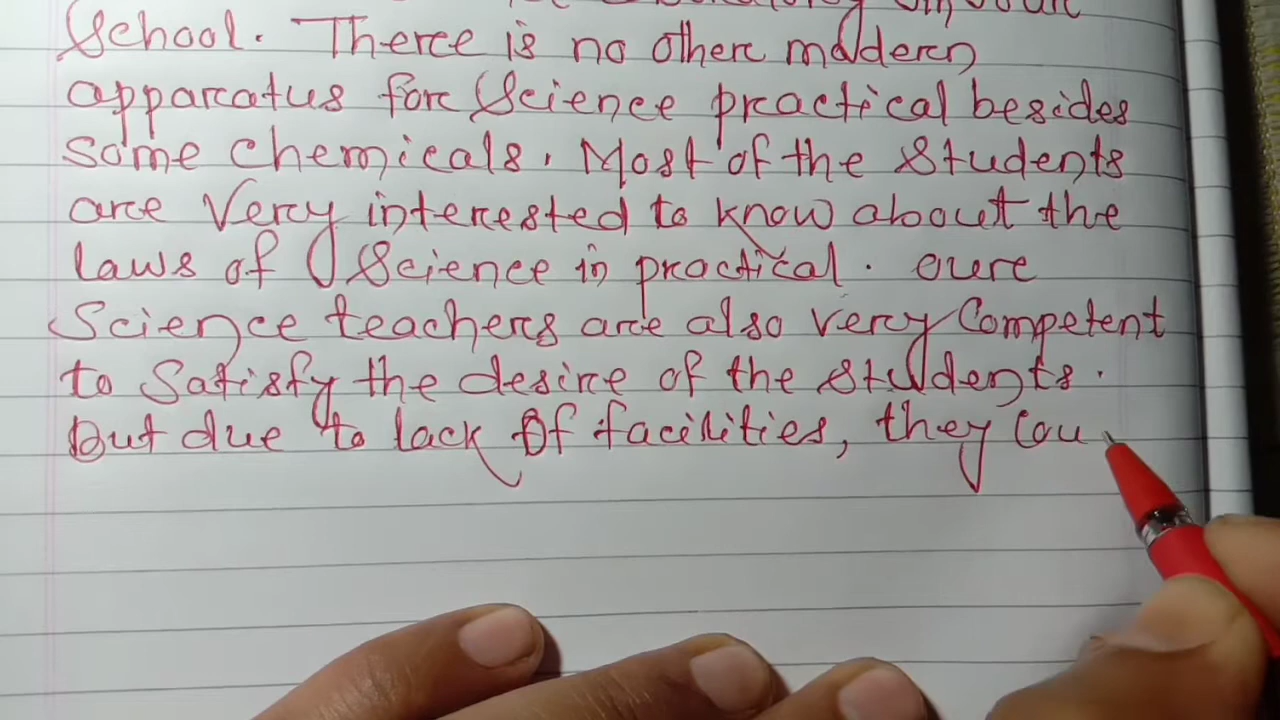 School. There is no other modern
apparatus for Science practical besides
some chemicals. Most of the students
are very interested to know about the
laws of Science in practical. our
Science teachers are also very Competent
to Satisfy the desire of the students.
But due to lack of facilities, they Cou